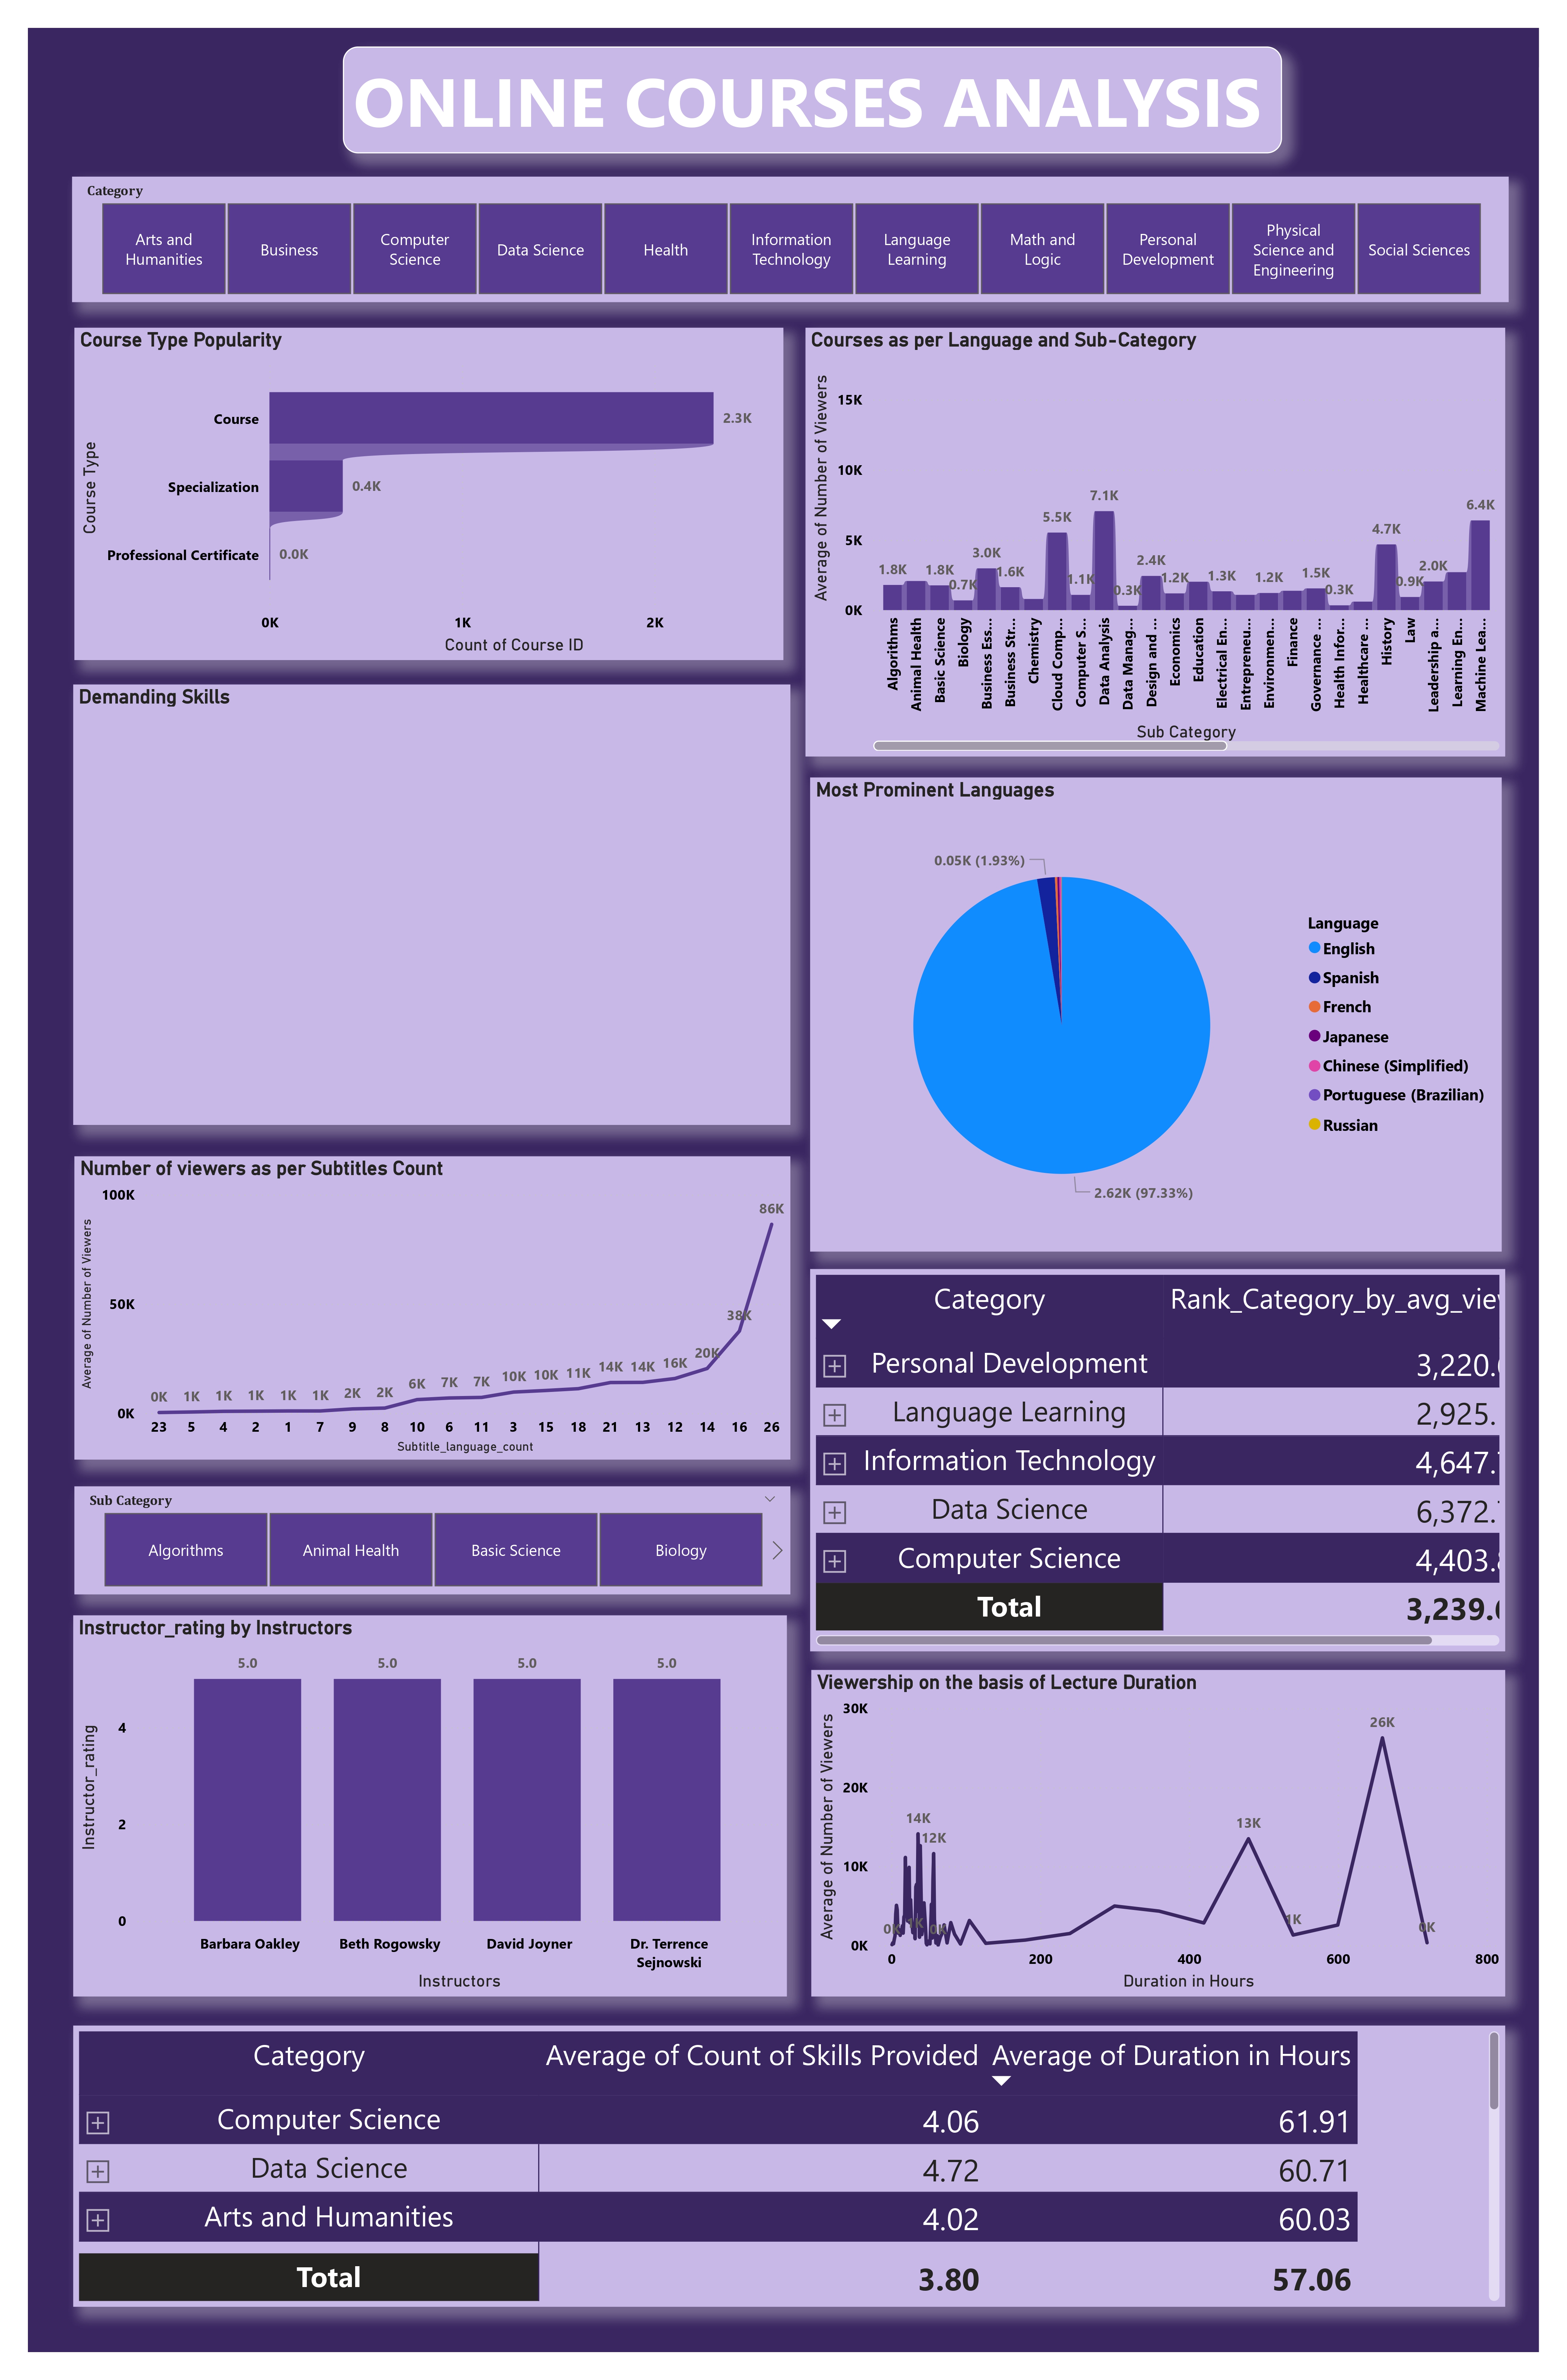 ONLINE COURSES ANALYSIS
Category
Arts and
Humanities
Business
Computer
Science
Data Science
Health
Information
Technology
Language
Learning
Math and
Logic
Personal
Development
Physical
Science and
Engineering
Social Sciences
Course Type Popularity
Course Type
Course
2.3K
Specialization
0.4K
Professional Certificate
0.0K
0K
1K
2K
Count of Course ID
Courses as per Language and Sub-Category
Average of Number of Viewers
15K
10K
5K
0K
1.8K
1.8K
0.7K
3.0K
1.6K
5.5K
1.1K
7.1K
0.3K
2.4K
1.2K
1.3K
1.2K
1.5K
0.3K
4.7K
0.9K
2.0K
6.4K
Algorithms
Animal Health
Basic Science
Biology
Business Ess...
Business Str...
Chemistry
Cloud Comp...
Computer S...
Data Analysis
Data Manag...
Design and ...
Economics
Education
Electrical En...
Entrepreneu...
Environmen...
Finance
Governance ...
Health Infor...
Healthcare ...
History
Law
Leadership a...
Learning En...
Machine Lea...
Sub Category
Demanding Skills
Most Prominent Languages
0.05K (1.93%)
2.62K (97.33%)
Language
English
Spanish
French
Japanese
Chinese (Simplified)
Portuguese (Brazilian)
Russian
Number of viewers as per Subtitles Count
Average of Number of Viewers
100K
50K
0K
0K 1K 1K 1K 1K 1K 2K 2K 6K 7K 7K 10K 10K 11K 14K 14K 16K 20K 38K 86K
23 5 4 2 1 7 9 8 10 6 11 3 15 18 21 13 12 14 16 26
Subtitle_language_count
Category Rank_Category_by_avg_viev
Personal Development 3,220.
Language Learning 2,925.
Information Technology 4,647.
Data Science 6,372.
Computer Science 4,403.
Total 3,239.
Sub Category
Algorithms
Animal Health
Basic Science
Biology
Instructor_rating by Instructors
Instructor_rating
5.0 5.0 5.0 5.0
4
2
0
Barbara Oakley
Beth Rogowsky
David Joyner
Dr. Terrence
Sejnowski
Instructors
Viewership on the basis of Lecture Duration
Average of Number of Viewers
30K
20K
10K
0K
0K
14K
1K
12K
0K
13K
1K
26K
0K
0 200 400 600 800
Duration in Hours
Category Average of Count of Skills Provided Average of Duration in Hours
Computer Science 4.06 61.91
Data Science 4.72 60.71
Arts and Humanities 4.02 60.03
Total 3.80 57.06